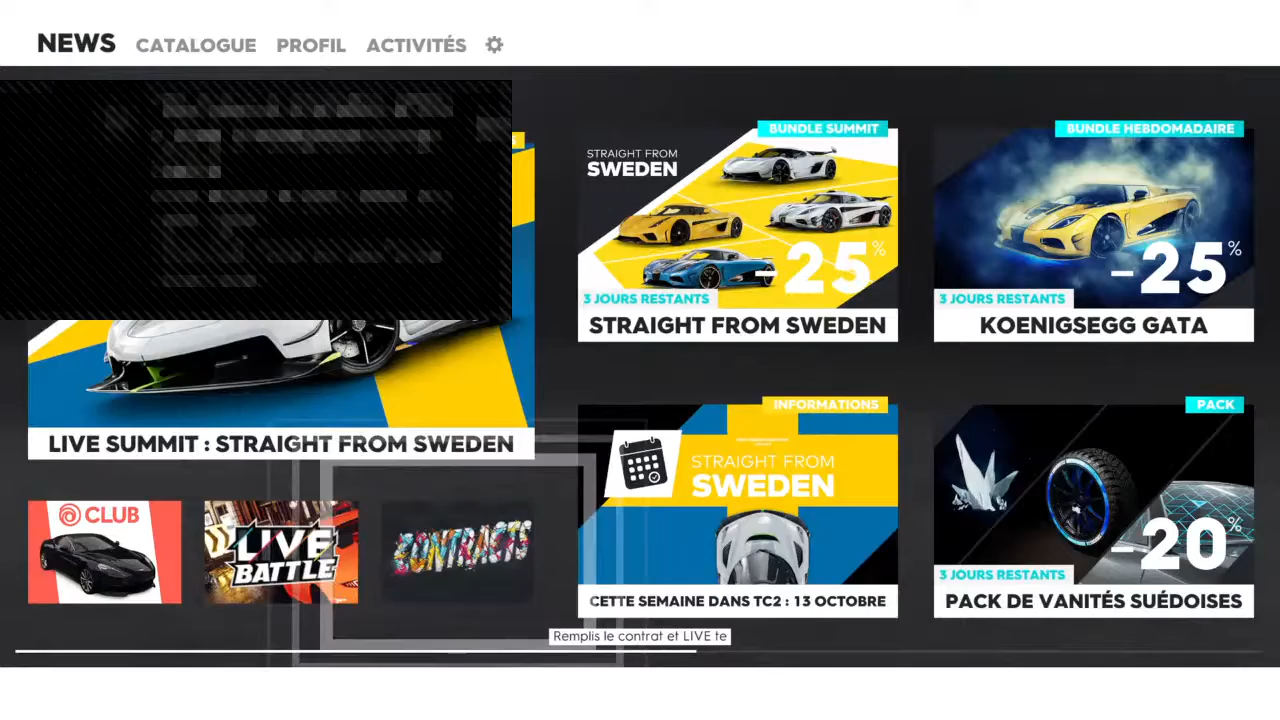 NEWS CATALOGUE PROFIL ACTIVITÉS
LIVE SUMMIT : STRAIGHT FROM SWEDEN
CLUB
LIVE
BATTLE
CONTRACTS
BUNDLE SUMMIT
STRAIGHT FROM
SWEDEN
-25%
3 JOURS RESTANTS
STRAIGHT FROM SWEDEN
BUNDLE HEBDOMADAIRE
-25%
3 JOURS RESTANTS
KOENIGSEGG GATA
INFORMATIONS
STRAIGHT FROM
SWEDEN
CETTE SEMAINE DANS TC2 : 13 OCTOBRE
PACK
-20%
3 JOURS RESTANTS
PACK DE VANITÉS SUÉDOISES
Remplis le contrat et LIVE te